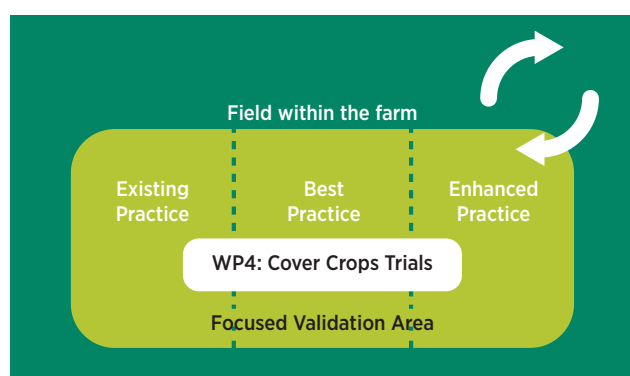 Field within the farm
Existing
Practice
Best
Practice
Enhanced
Practice
WP4: Cover Crops Trials
Focused Validation Area